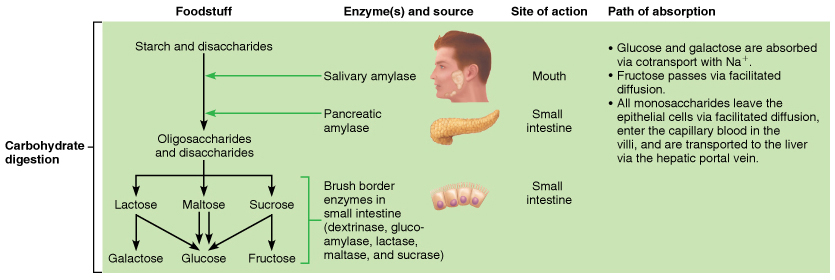 Foodstuff
Enzyme(s) and source
Site of action
Path of absorption
Carbohydrate
digestion
Starch and disaccharides
Salivary amylase
Mouth
Pancreatic
amylase
Small
intestine
Oligosaccharides
and disaccharides
Lactose
Maltose
Sucrose
Galactose
Glucose
Fructose
Brush border
enzymes in
small intestine
(dextrinase, gluco-
amylase, lactase,
maltase, and sucrase)
Small
intestine
• Glucose and galactose are absorbed
via cotransport with Na⁺.
• Fructose passes via facilitated
diffusion.
• All monosaccharides leave the
epithelial cells via facilitated diffusion,
enter the capillary blood in the
villi, and are transported to the liver
via the hepatic portal vein.